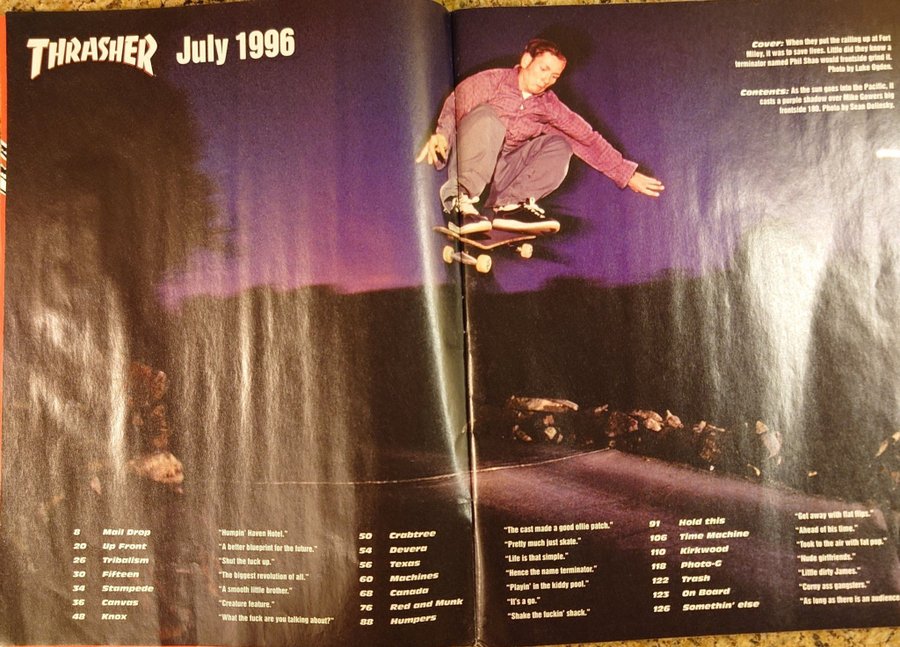 THRASHER July 1996
Cover: When they put the railing up at Fort
Miley, it was to save lives. Little did they know a
terminator named Phil Shao would frontside grind it.
Photo by Luke Ogden.
Contents: As the sun goes into the Pacific, it
casts a purple shadow over Mike Gowers big
frontside 180. Photo by Sean Dolinsky.
8 Mail Drop "Humpin' Haven Hotel."
20 Up Front "A better blueprint for the future."
26 Tribalism "Shut the fuck up."
30 Fifteen "The biggest revolution of all."
34 Stampede "A smooth little brother."
36 Canvas "Creature feature."
48 Knox "What the fuck are you talking about?"
50 Crabtree "The cast made a good ollie patch."
54 Devera "Pretty much just skate."
56 Texas "Life is that simple."
60 Machines "Hence the name terminator."
68 Canada "Playin' in the kiddy pool."
76 Red and Munk "It's a go."
88 Humpers "Shake the fuckin' shack."
91 Hold this "Get away with flat flips."
106 Time Machine "Ahead of his time."
110 Kirkwood "Took to the air with fat pop."
118 Photo-G "Nude girlfriends."
122 Trash "Little dirty James."
123 On Board "Corny ass gangsters."
126 Somethin' else "As long as there is an audience